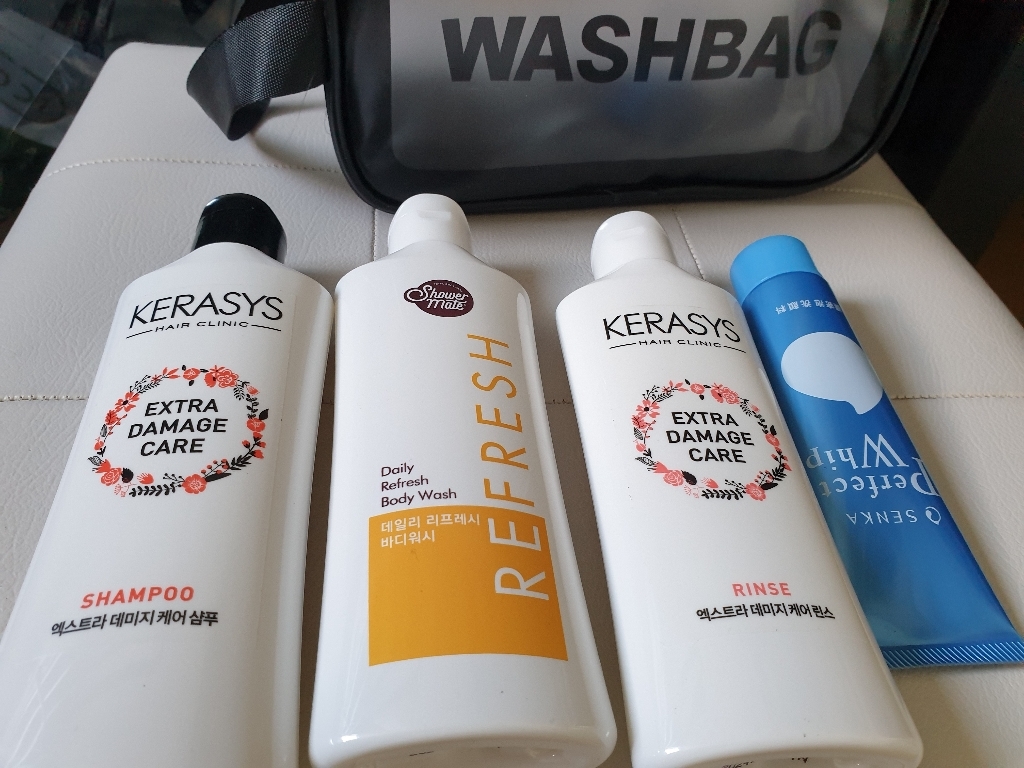 WASHBAG
KERASYS
HAIR CLINIC
EXTRA
DAMAGE
CARE
SHAMPOO
엑스트라 데미지 케어 샴푸
Shower
Mate
REFRESH
Daily
Refresh
Body Wash
데일리 리프레시
바디워시
KERASYS
HAIR CLINIC
EXTRA
DAMAGE
CARE
RINSE
엑스트라 데미지 케어 린스
SENKA
Perfect
Whip